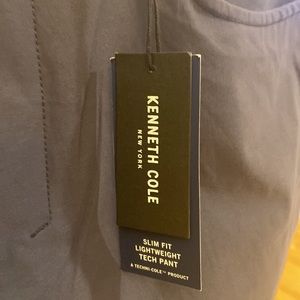 KENNETH COLE
NEW YORK
SLIM FIT
LIGHTWEIGHT
TECH PANT
A TECHNI-COLE™ PRODUCT